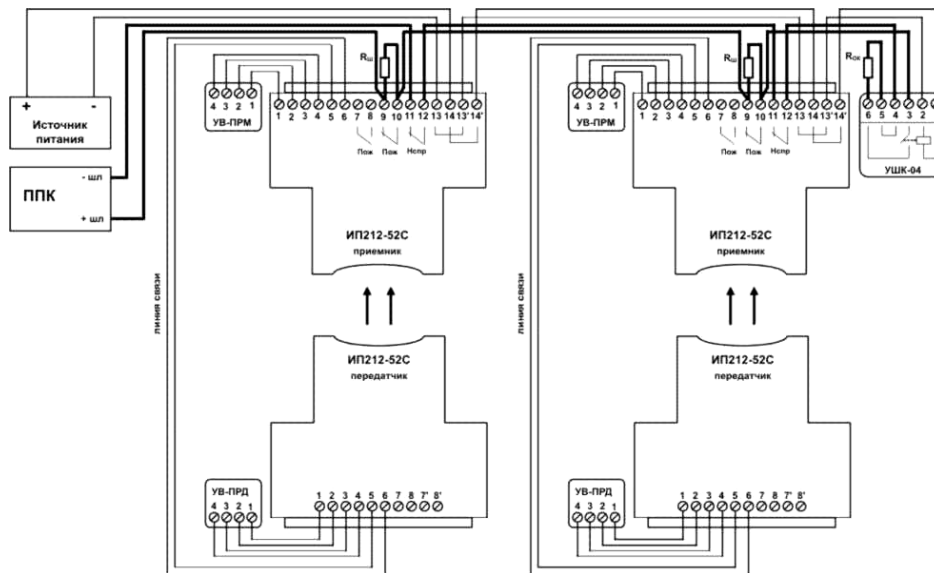 + -
Источник
питания
ППК
- шл
+ шл
4 3 2 1
УВ-ПРМ
Rш
1 2 3 4 5 6 7 8 9 10 11 12 13 14 13' 14'
Пож Пож Нспр
ИП212-52С
приемник
линия связи
ИП212-52С
передатчик
УВ-ПРД
4 3 2 1
1 2 3 4 5 6 7 8 7' 8'
4 3 2 1
УВ-ПРМ
Rш
1 2 3 4 5 6 7 8 9 10 11 12 13 14 13' 14'
Пож Пож Нспр
ИП212-52С
приемник
линия связи
ИП212-52С
передатчик
УВ-ПРД
4 3 2 1
1 2 3 4 5 6 7 8 7' 8'
Rок
6 5 4 3 2
УШК-04